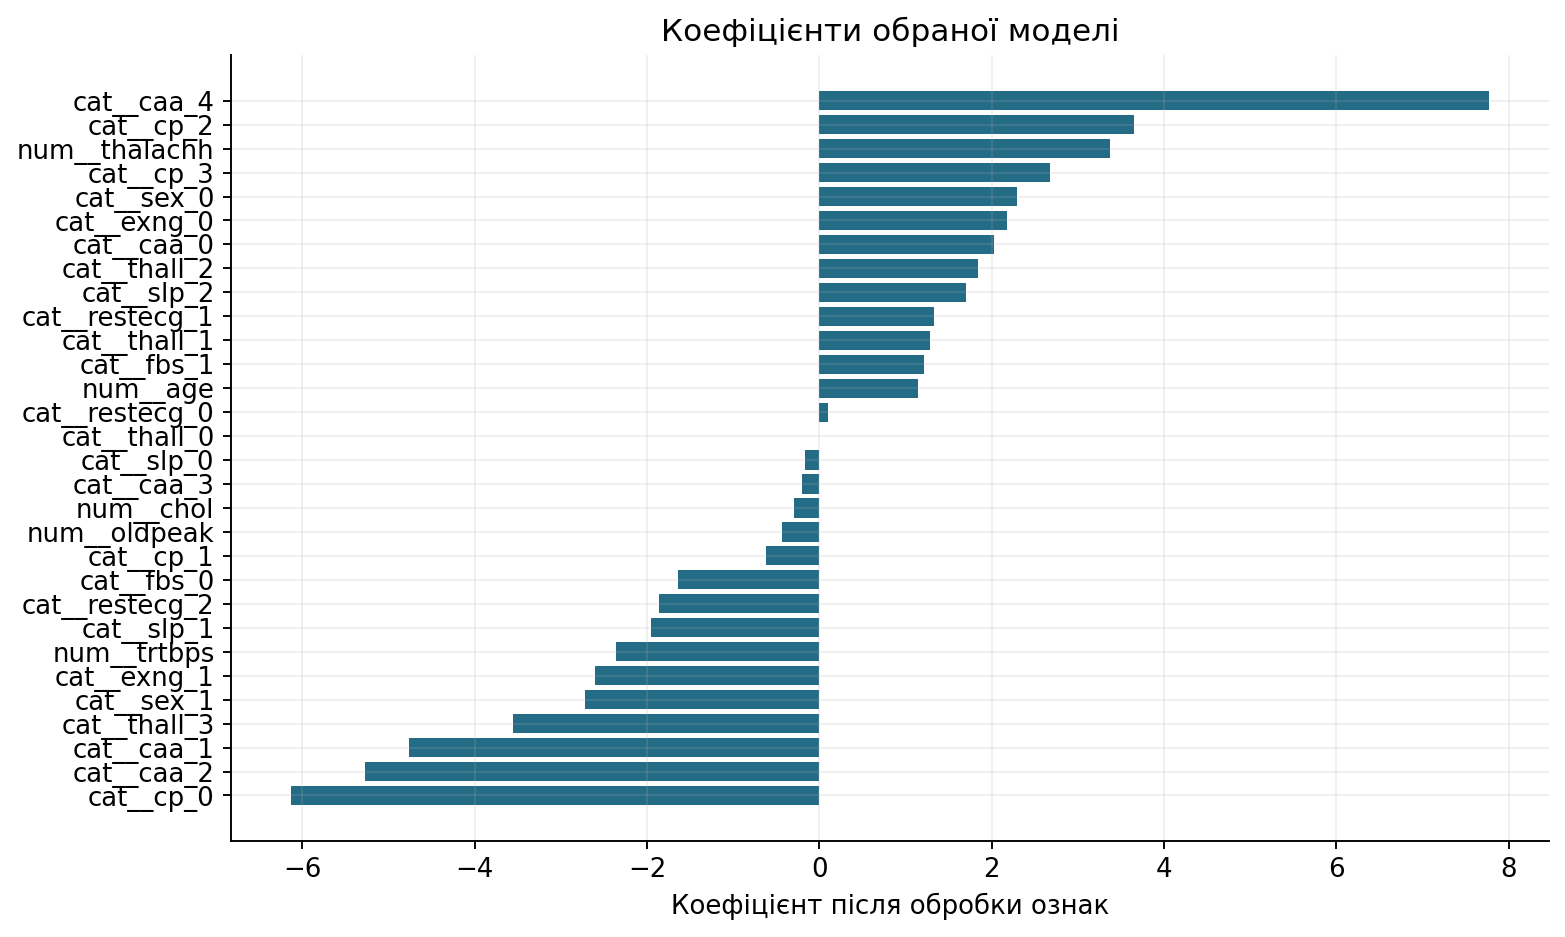 Коефіцієнти обраної моделі
cat__caa_4
cat__cp_2
num__thalachh
cat__cp_3
cat__sex_0
cat__exng_0
cat__caa_0
cat__thall_2
cat__slp_2
cat__restecg_1
cat__thall_1
cat__fbs_1
num__age
cat__restecg_0
cat__thall_0
cat__slp_0
cat__caa_3
num__chol
num__oldpeak
cat__cp_1
cat__fbs_0
cat__restecg_2
cat__slp_1
num__trtbps
cat__exng_1
cat__sex_1
cat__thall_3
cat__caa_1
cat__caa_2
cat__cp_0
−6 −4 −2 0 2 4 6 8
Коефіцієнт після обробки ознак